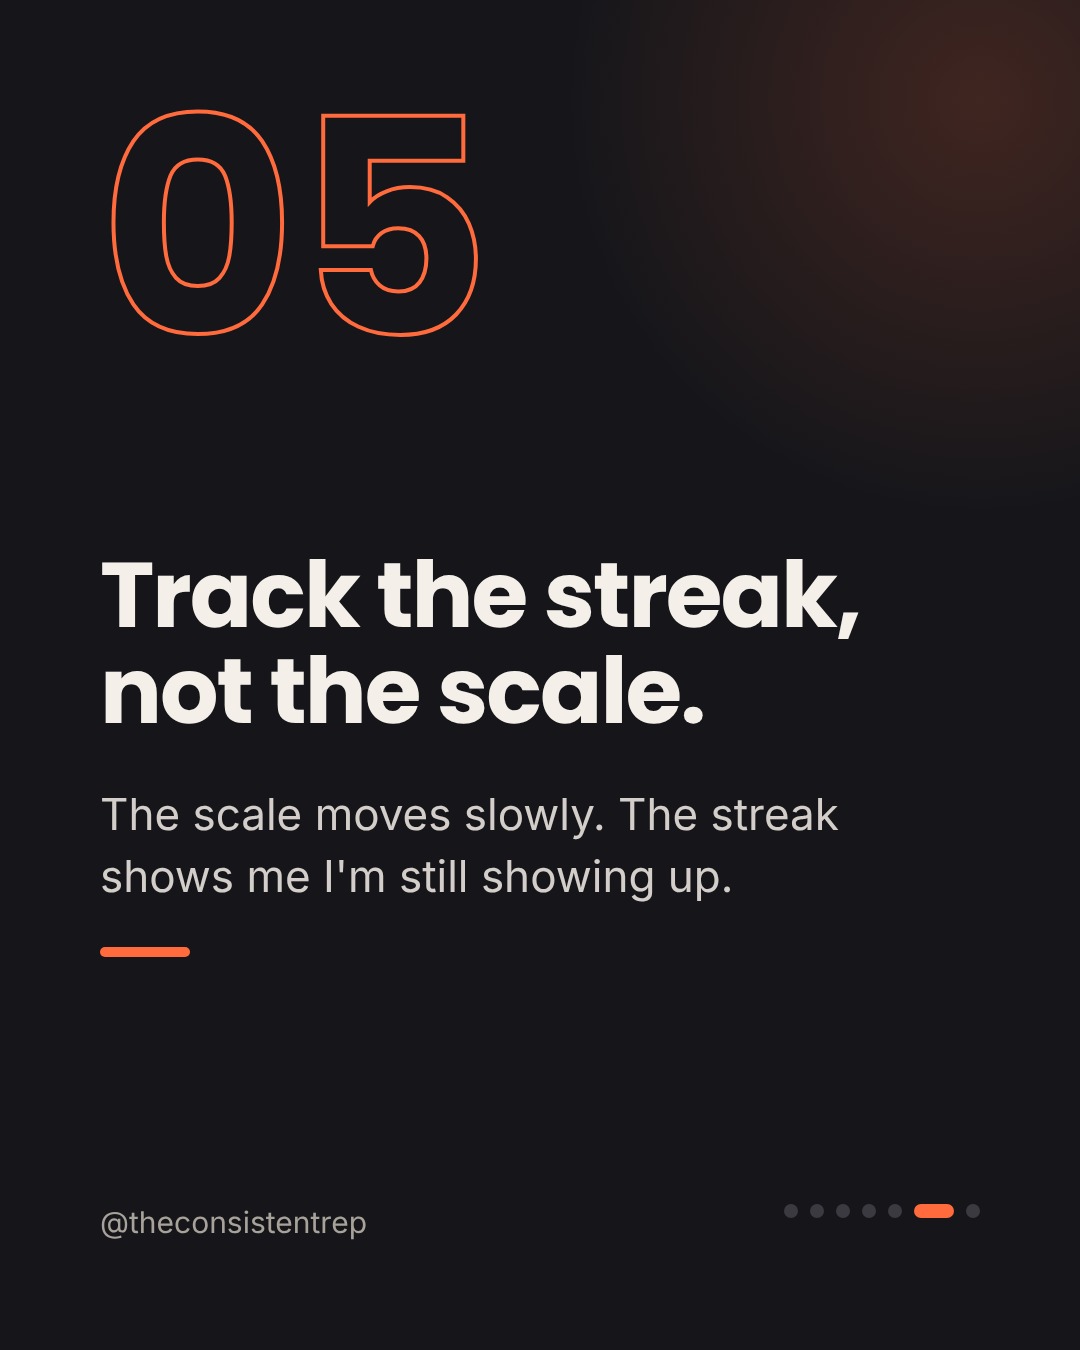 05
Track the streak,
not the scale.
The scale moves slowly. The streak
shows me I'm still showing up.
@theconsistentrep